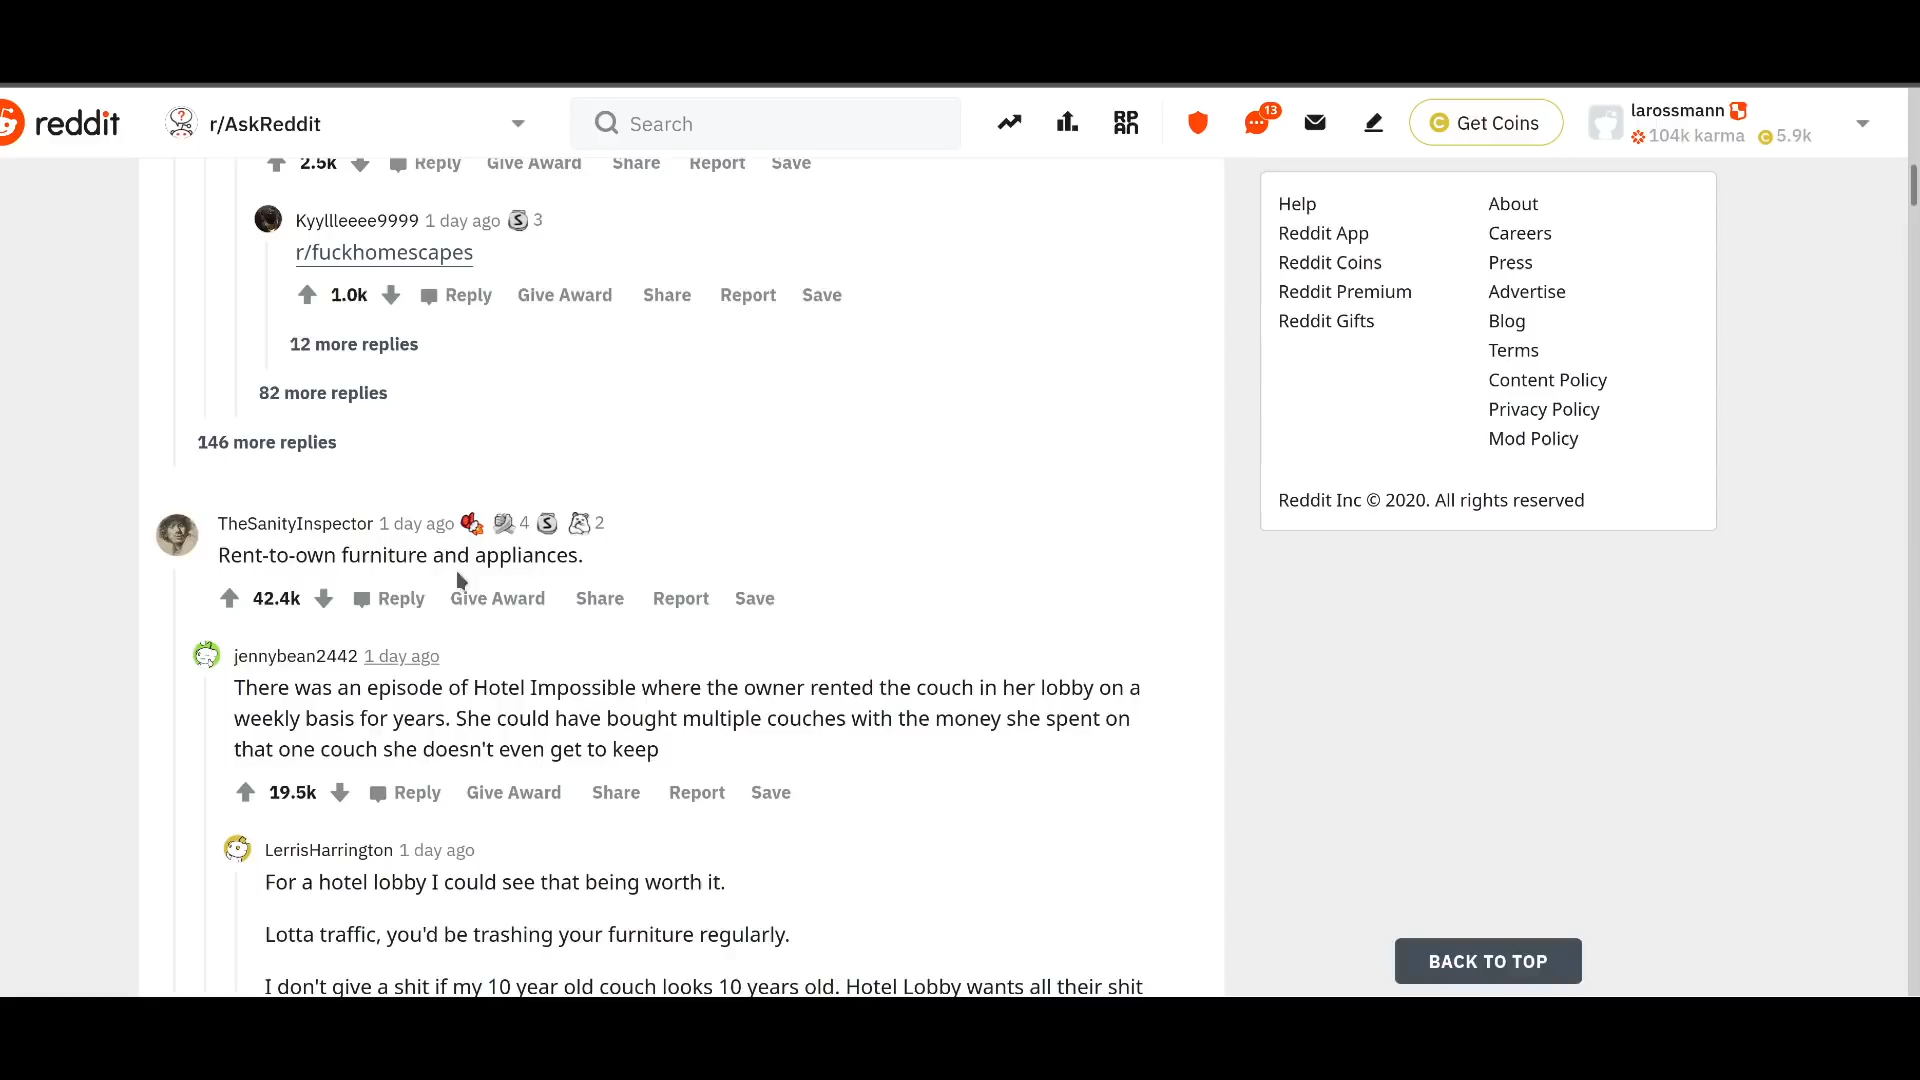 reddit
r/AskReddit
Search
RPAN
13
Get Coins
larossmann
104k karma 5.9k
2.5k Reply Give Award Share Report Save
Kyyllleeee9999 1 day ago S 3
r/fuckhomescapes
1.0k Reply Give Award Share Report Save
12 more replies
82 more replies
146 more replies
TheSanityInspector 1 day ago 4 S 2
Rent-to-own furniture and appliances.
42.4k Reply Give Award Share Report Save
jennybean2442 1 day ago
There was an episode of Hotel Impossible where the owner rented the couch in her lobby on a
weekly basis for years. She could have bought multiple couches with the money she spent on
that one couch she doesn't even get to keep
19.5k Reply Give Award Share Report Save
LerrisHarrington 1 day ago
For a hotel lobby I could see that being worth it.
Lotta traffic, you'd be trashing your furniture regularly.
I don't give a shit if my 10 year old couch looks 10 years old. Hotel Lobby wants all their shit
Help About
Reddit App Careers
Reddit Coins Press
Reddit Premium Advertise
Reddit Gifts Blog
Terms
Content Policy
Privacy Policy
Mod Policy
Reddit Inc © 2020. All rights reserved
BACK TO TOP